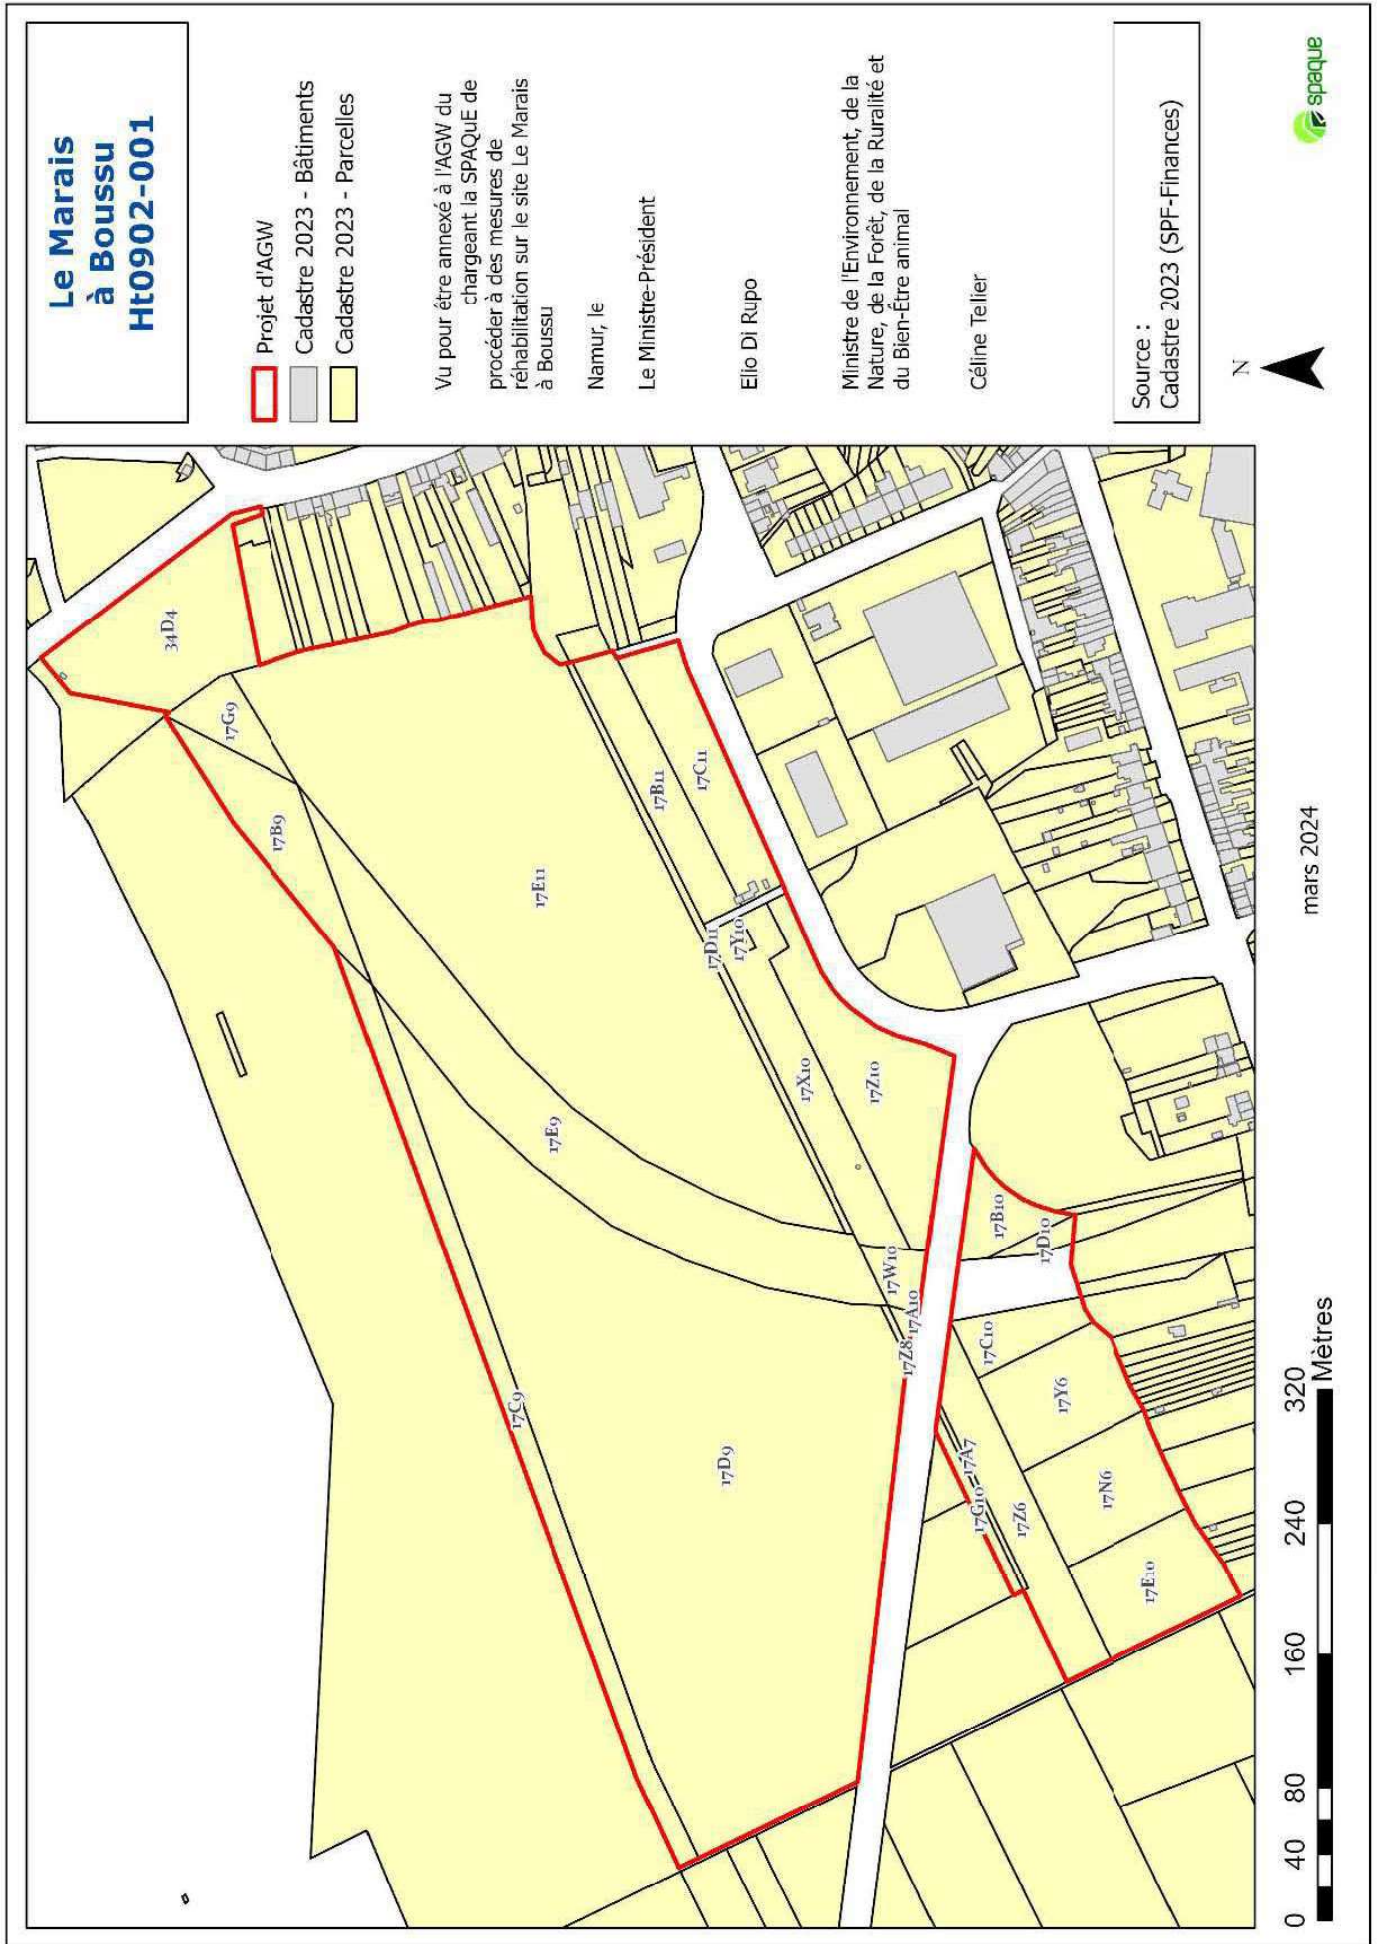 Le Marais
à Boussu
Ht0902-001
Projet d'AGW
Cadastre 2023 - Bâtiments
Cadastre 2023 - Parcelles
Vu pour être annexé à l'AGW du
chargeant la SPAQuE de
procéder à des mesures de
réhabilitation sur le site Le Marais
à Boussu
Namur, le
Le Ministre-Président
Elio Di Rupo
Ministre de l'Environnement, de la
Nature, de la Forêt, de la Ruralité et
du Bien-Être animal
Céline Tellier
Source :
Cadastre 2023 (SPF-Finances)
N
spaque
34D4
17G9
17B9
17E11
17B11
17C11
17D11
17Y10
17E9
17X10
17Z10
17C9
17D9
17W10
17A10
17Z8
17B10
17D10
17C10
17Y6
17A7
17G10
17Z6
17N6
17E10
mars 2024
0 40 80 160 240 320
Mètres